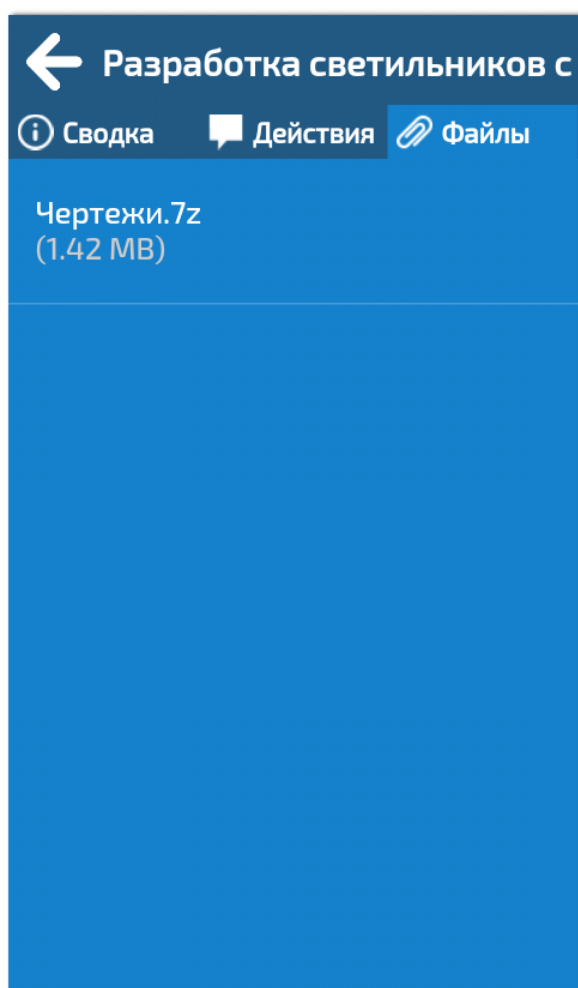 Разработка светильников с
Сводка Действия Файлы
Чертежи.7z
(1.42 MB)